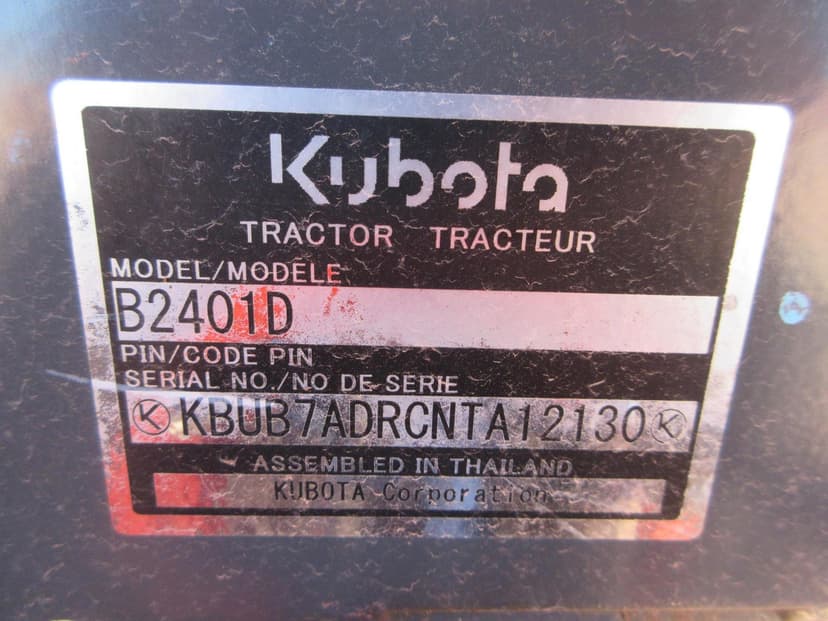 Kubota
TRACTOR TRACTEUR
MODEL/MODÈLE
B2401D
PIN/CODE PIN
SERIAL NO./NO DE SERIE
KBUB7ADRCNTA12130
ASSEMBLED IN THAILAND
KUBOTA Corporation